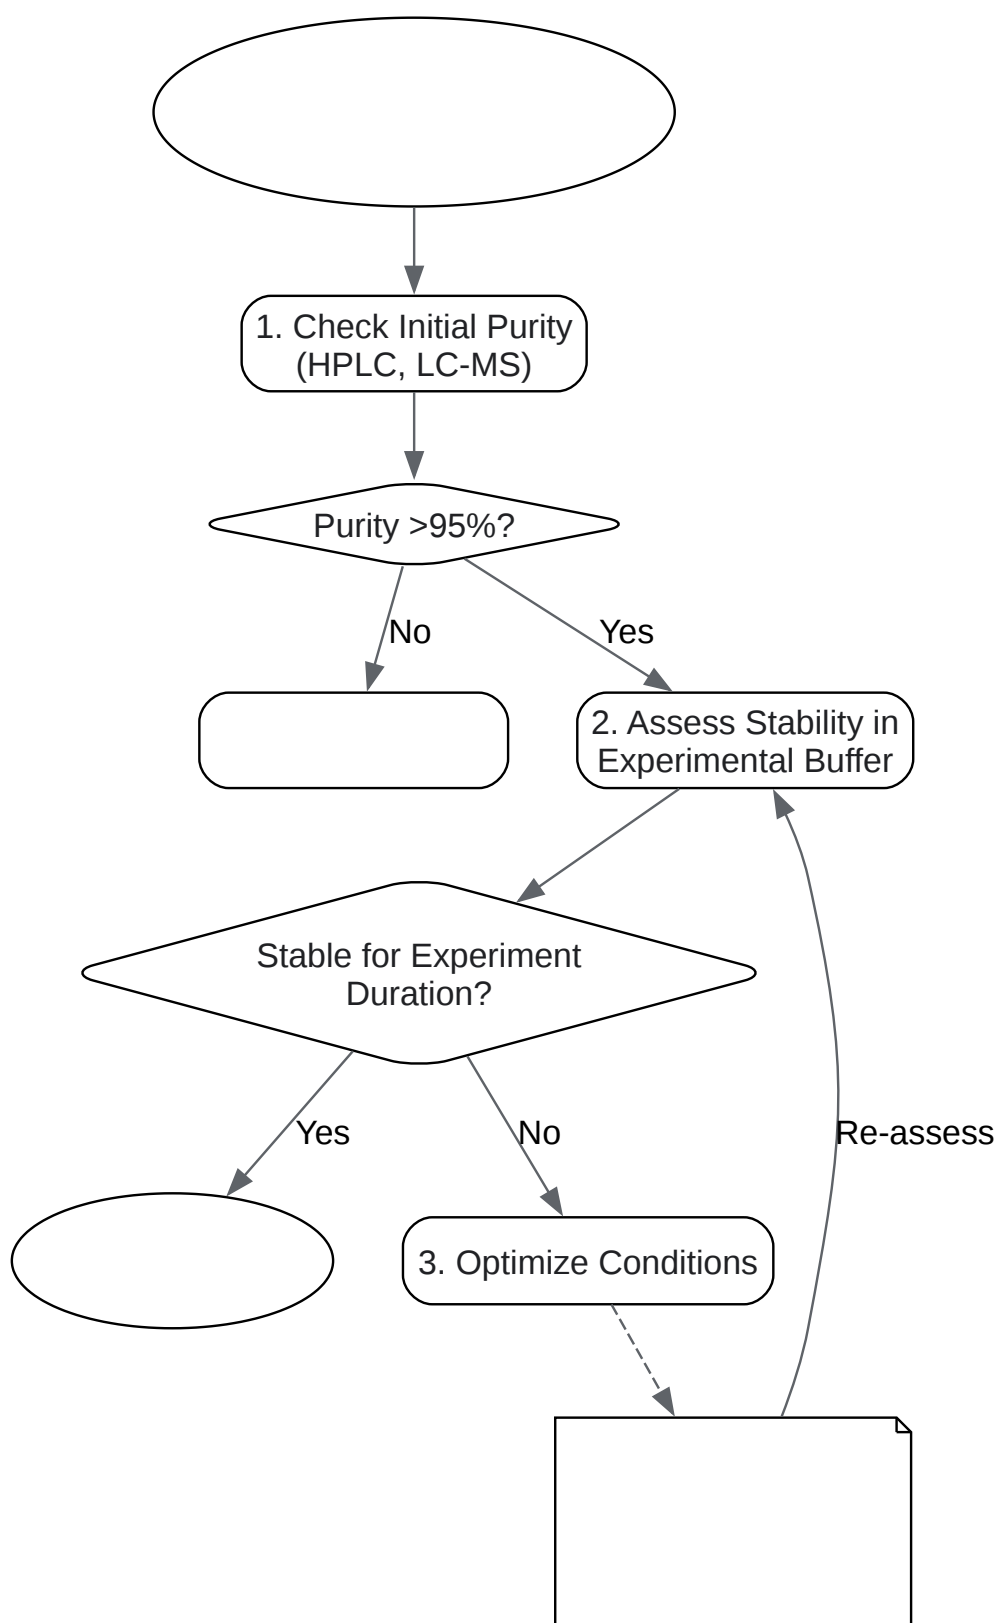 1. Check Initial Purity
(HPLC, LC-MS)
Purity >95%?
No
Yes
2. Assess Stability in
Experimental Buffer
Stable for Experiment
Duration?
Yes
No
Re-assess
3. Optimize Conditions